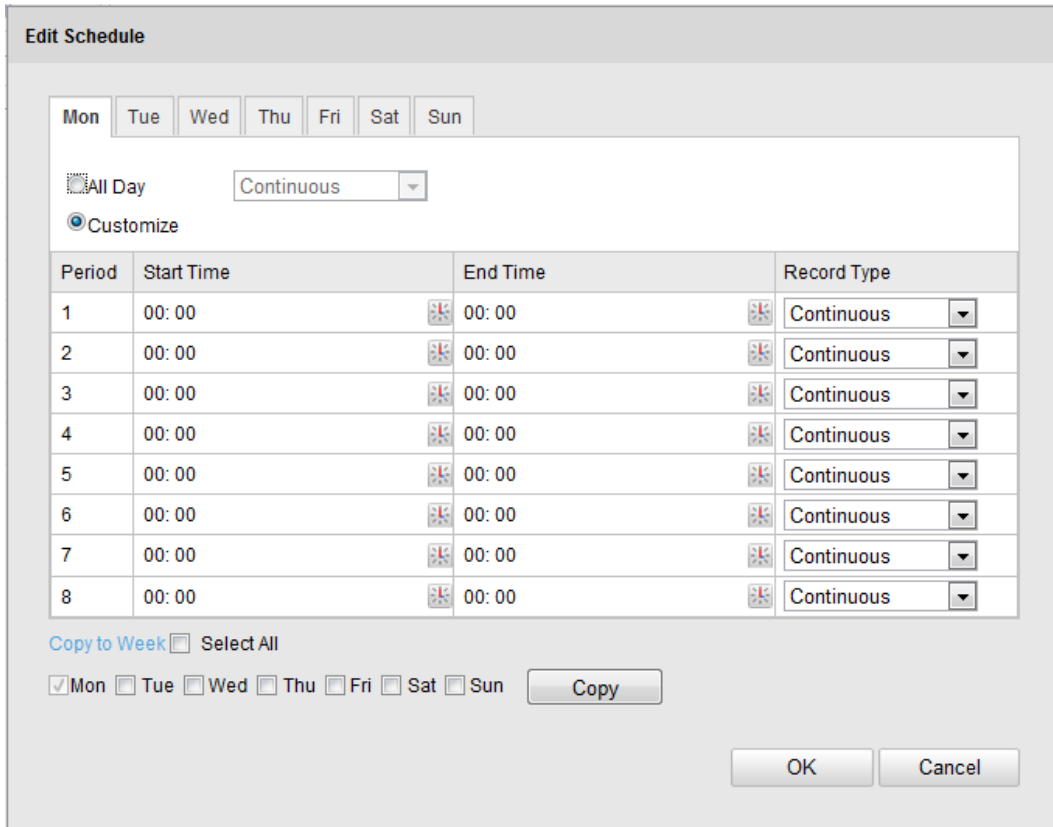 Edit Schedule
Mon Tue Wed Thu Fri Sat Sun
All Day Continuous
Customize
Period Start Time End Time Record Type
1 00: 00 00: 00 Continuous
2 00: 00 00: 00 Continuous
3 00: 00 00: 00 Continuous
4 00: 00 00: 00 Continuous
5 00: 00 00: 00 Continuous
6 00: 00 00: 00 Continuous
7 00: 00 00: 00 Continuous
8 00: 00 00: 00 Continuous
Copy to Week Select All
Mon Tue Wed Thu Fri Sat Sun Copy
OK Cancel